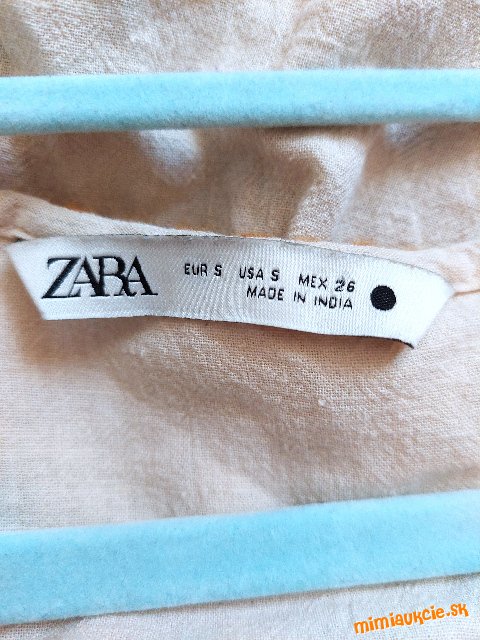 ZARA
EUR S USA S MEX 26
MADE IN INDIA
mimiaukcie.sk